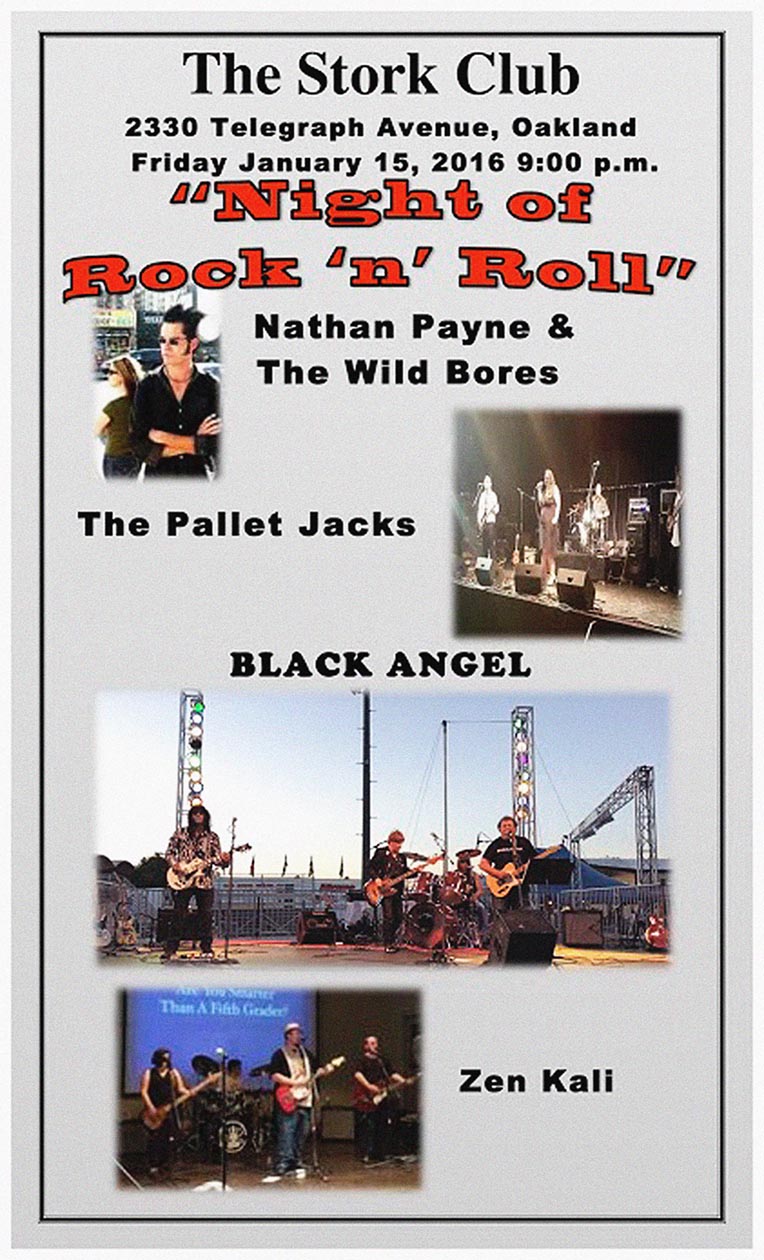 The Stork Club
2330 Telegraph Avenue, Oakland
Friday January 15, 2016 9:00 p.m.
“Night of
Rock ‘n’ Roll”
Nathan Payne &
The Wild Bores
The Pallet Jacks
BLACK ANGEL
Are You Smarter
Than A Fifth Grader?
Zen Kali